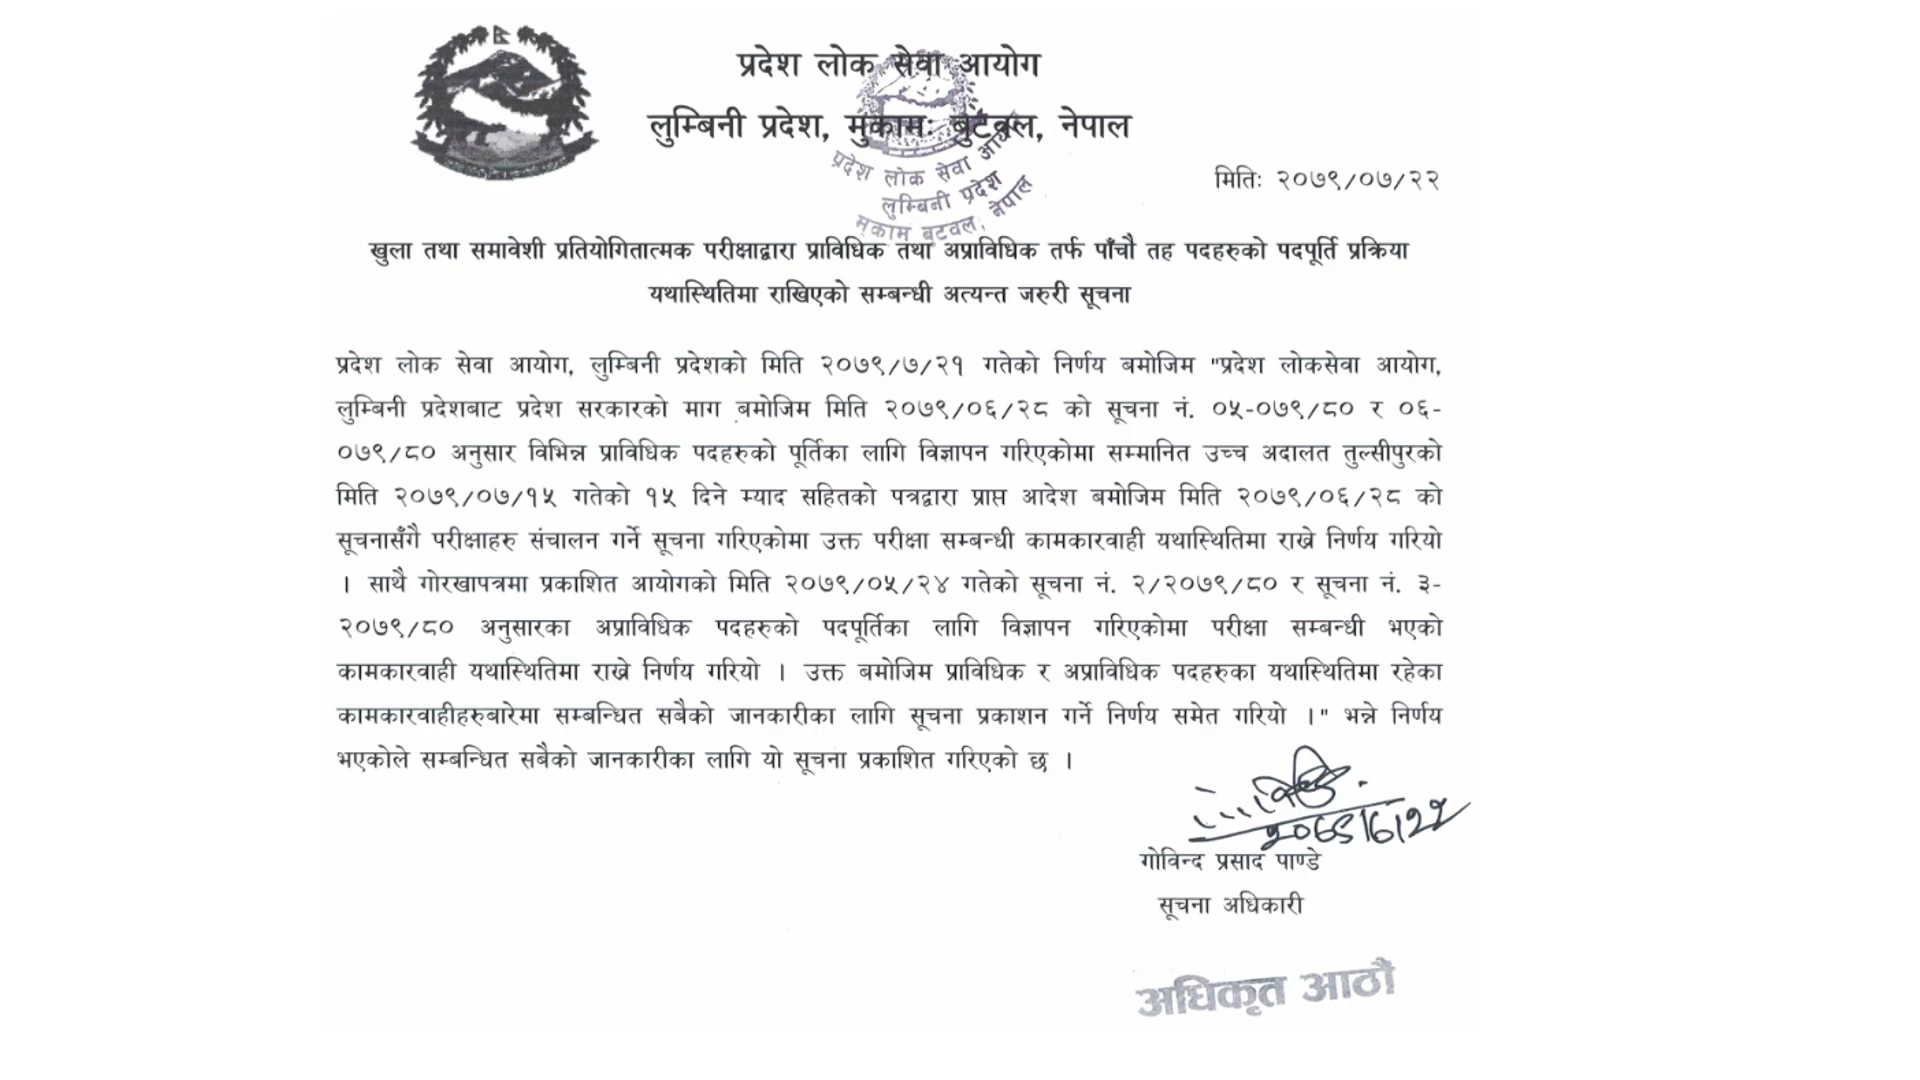 प्रदेश लोक सेवा आयोग
लुम्बिनी प्रदेश, मुकामः बुटवल, नेपाल
प्रदेश लोक सेवा आयोग
लुम्बिनी प्रदेश
मुकाम बुटवल, नेपाल
मितिः २०७९/०७/२२
खुला तथा समावेशी प्रतियोगितात्मक परीक्षाद्वारा प्राविधिक तथा अप्राविधिक तर्फ पाँचौ तह पदहरुको पदपूर्ति प्रक्रिया
यथास्थितिमा राखिएको सम्बन्धी अत्यन्त जरुरी सूचना
प्रदेश लोक सेवा आयोग, लुम्बिनी प्रदेशको मिति २०७९/७/२१ गतेको निर्णय बमोजिम "प्रदेश लोकसेवा आयोग,
लुम्बिनी प्रदेशबाट प्रदेश सरकारको माग बमोजिम मिति २०७९/०६/२८ को सूचना नं. ०५-०७९/८० र ०६-
०७९/८० अनुसार विभिन्न प्राविधिक पदहरुको पूर्तिका लागि विज्ञापन गरिएकोमा सम्मानित उच्च अदालत तुल्सीपुरको
मिति २०७९/०७/१५ गतेको १५ दिने म्याद सहितको पत्रद्वारा प्राप्त आदेश बमोजिम मिति २०७९/०६/२८ को
सूचनासँगै परीक्षाहरु संचालन गर्ने सूचना गरिएकोमा उक्त परीक्षा सम्बन्धी कामकारवाही यथास्थितिमा राख्ने निर्णय गरियो
। साथै गोरखापत्रमा प्रकाशित आयोगको मिति २०७९/०५/२४ गतेको सूचना नं. २/२०७९/८० र सूचना नं. ३-
२०७९/८० अनुसारका अप्राविधिक पदहरुको पदपूर्तिका लागि विज्ञापन गरिएकोमा परीक्षा सम्बन्धी भएको
कामकारवाही यथास्थितिमा राख्ने निर्णय गरियो । उक्त बमोजिम प्राविधिक र अप्राविधिक पदहरुका यथास्थितिमा रहेका
कामकारवाहीहरुबारेमा सम्बन्धित सबैको जानकारीका लागि सूचना प्रकाशन गर्ने निर्णय समेत गरियो ।" भन्ने निर्णय
भएकोले सम्बन्धित सबैको जानकारीका लागि यो सूचना प्रकाशित गरिएको छ ।
२०७९/७/२२
गोविन्द प्रसाद पाण्डे
सूचना अधिकारी
अधिकृत आठौं